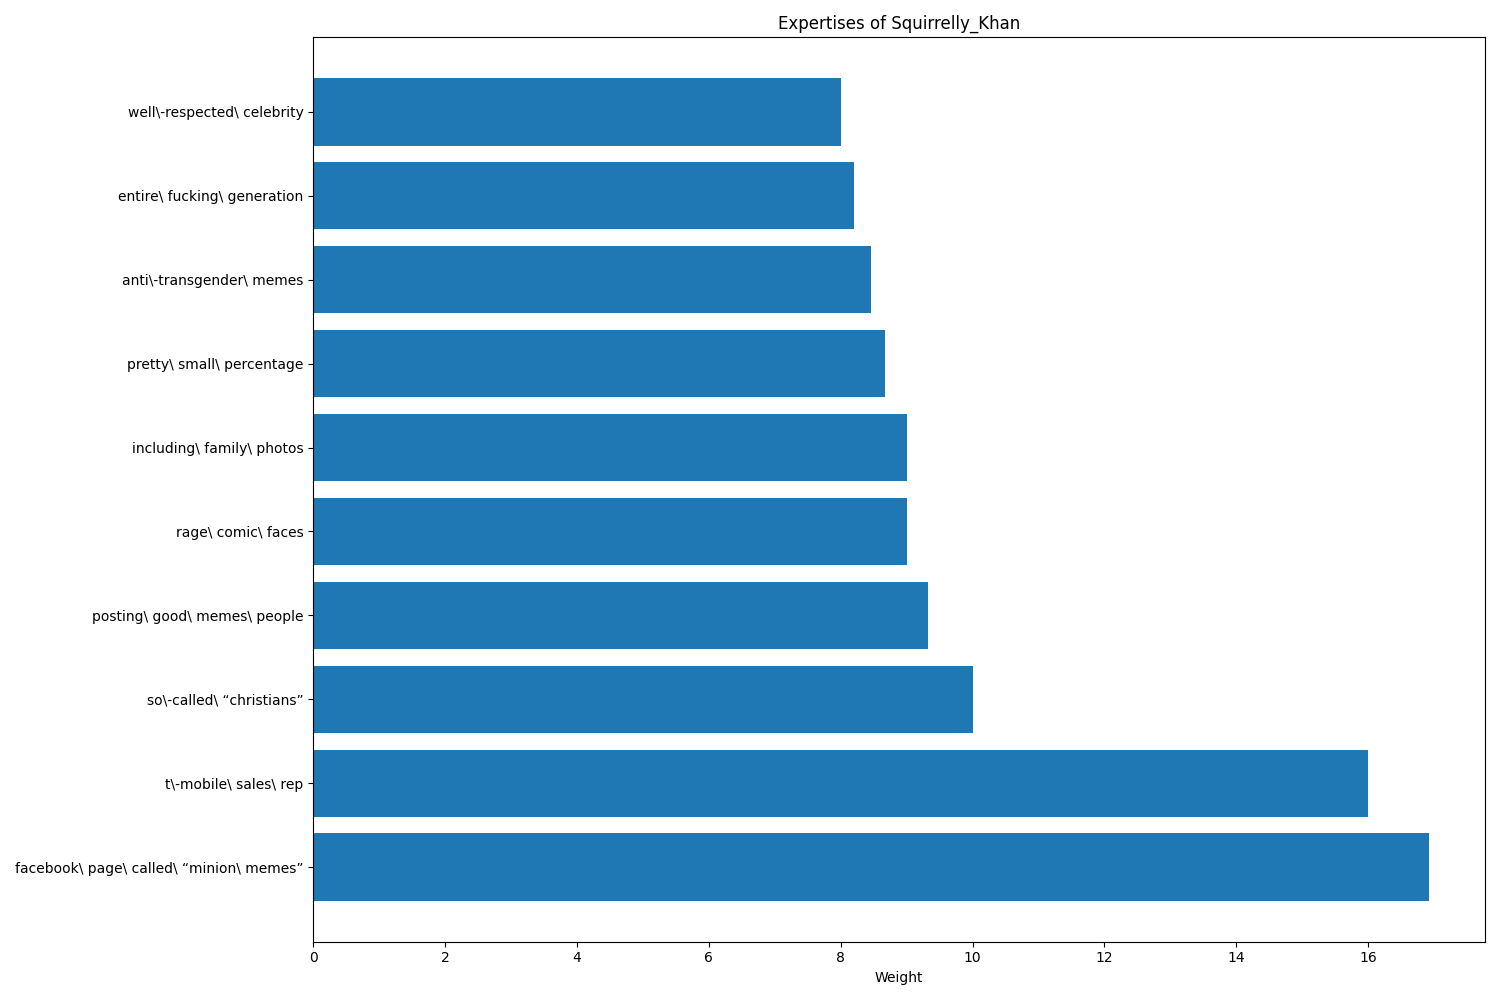 Expertises of Squirrelly_Khan
well\-respected\ celebrity
entire\ fucking\ generation
anti\-transgender\ memes
pretty\ small\ percentage
including\ family\ photos
rage\ comic\ faces
posting\ good\ memes\ people
so\-called\ “christians”
t\-mobile\ sales\ rep
facebook\ page\ called\ “minion\ memes”
0 2 4 6 8 10 12 14 16
Weight